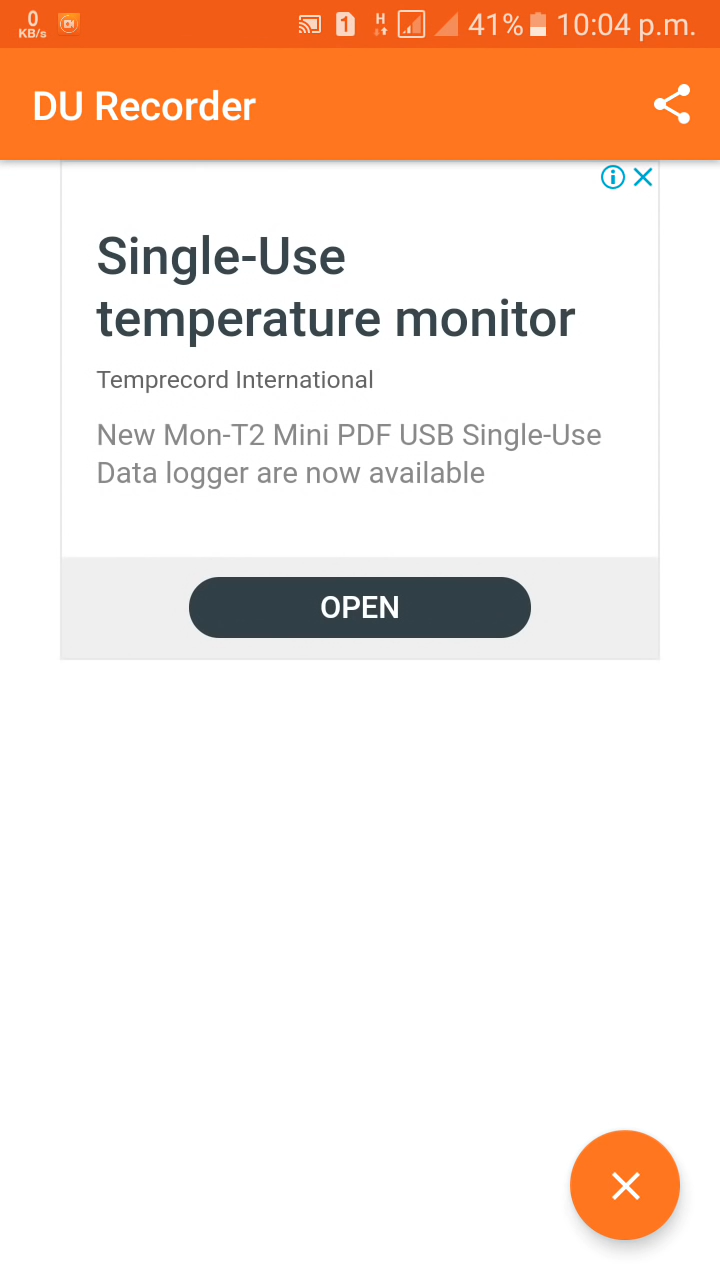 0
KB/s
1
H
41%
10:04 p.m.
DU Recorder
Single-Use
temperature monitor
Temprecord International
New Mon-T2 Mini PDF USB Single-Use
Data logger are now available
OPEN